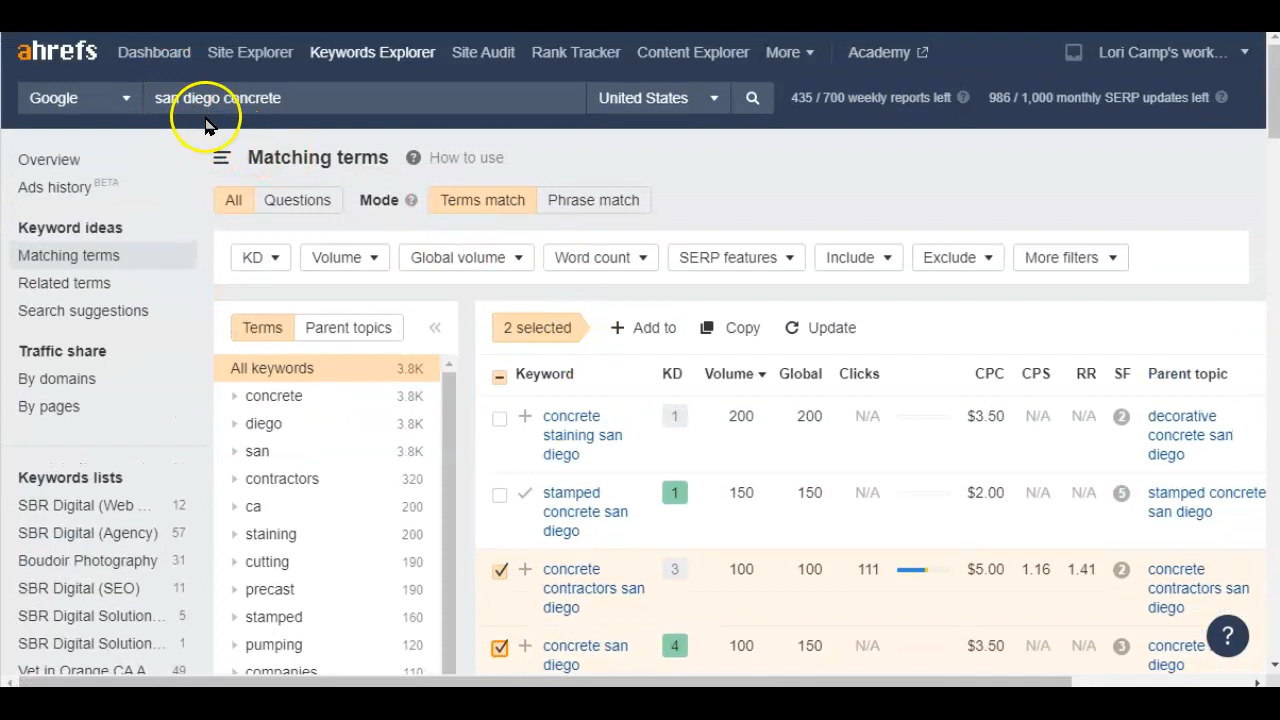 ahrefs Dashboard Site Explorer Keywords Explorer Site Audit Rank Tracker Content Explorer More Academy Lori Camp's work...
Google san diego concrete United States 435 / 700 weekly reports left ? 986 / 1,000 monthly SERP updates left ?
Overview
Ads history BETA
Keyword ideas
Matching terms
Related terms
Search suggestions
Traffic share
By domains
By pages
Keywords lists
SBR Digital (Web ... 12
SBR Digital (Agency) 57
Boudoir Photography 31
SBR Digital (SEO) 11
SBR Digital Solution... 5
SBR Digital Solution... 1
Vet in Orange CA A... 49
Matching terms ? How to use
All Questions Mode ? Terms match Phrase match
KD Volume Global volume Word count SERP features Include Exclude More filters
Terms Parent topics «
All keywords 3.8K
concrete 3.8K
diego 3.8K
san 3.8K
contractors 320
ca 200
staining 200
cutting 190
precast 190
stamped 160
pumping 120
companies 110
2 selected + Add to Copy Update
Keyword KD Volume Global Clicks CPC CPS RR SF Parent topic
concrete staining san diego 1 200 200 N/A $3.50 N/A N/A 2 decorative concrete san diego
stamped concrete san diego 1 150 150 N/A $2.00 N/A N/A 5 stamped concrete san diego
concrete contractors san diego 3 100 100 111 $5.00 1.16 1.41 2 concrete contractors san diego
concrete san diego 4 100 150 N/A $3.50 N/A N/A 3 concrete diego
?